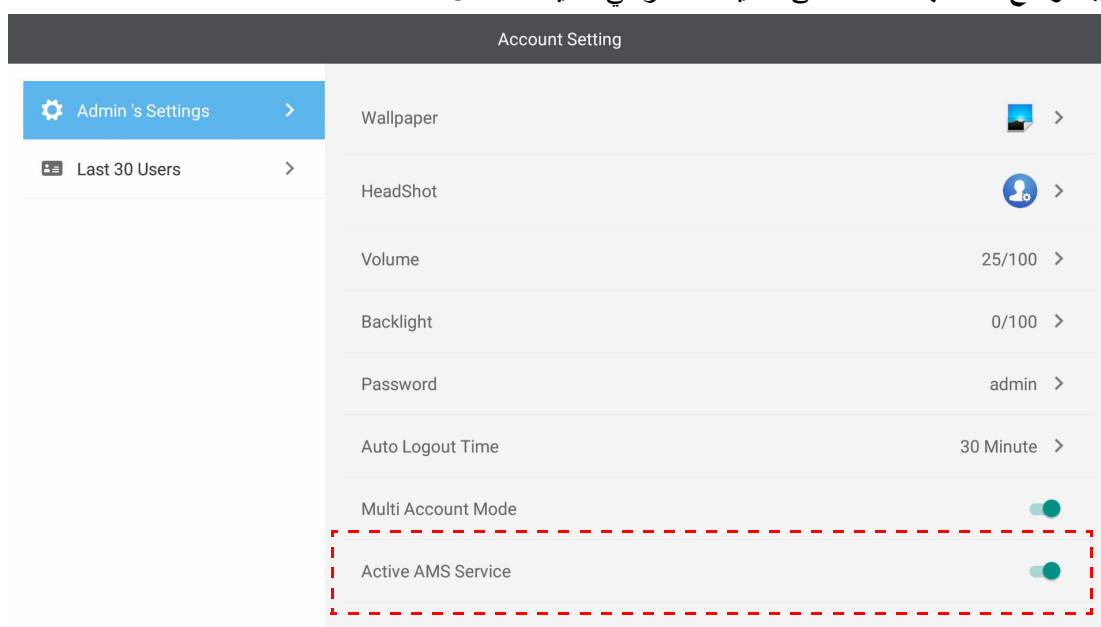 Account Setting
Admin 's Settings
Last 30 Users
Wallpaper
HeadShot
Volume 25/100
Backlight 0/100
Password admin
Auto Logout Time 30 Minute
Multi Account Mode
Active AMS Service